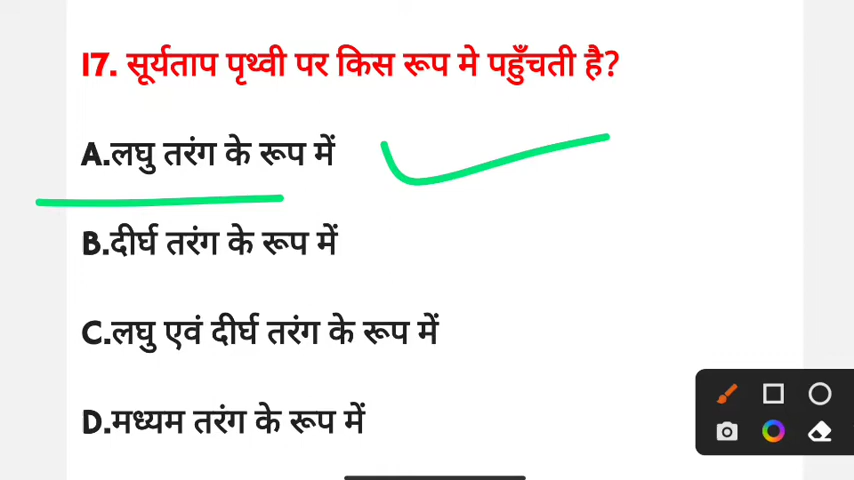 17. सूर्यताप पृथ्वी पर किस रूप मे पहुँचती है?
A.लघु तरंग के रूप में
B.दीर्घ तरंग के रूप में
C.लघु एवं दीर्घ तरंग के रूप में
D.मध्यम तरंग के रूप में